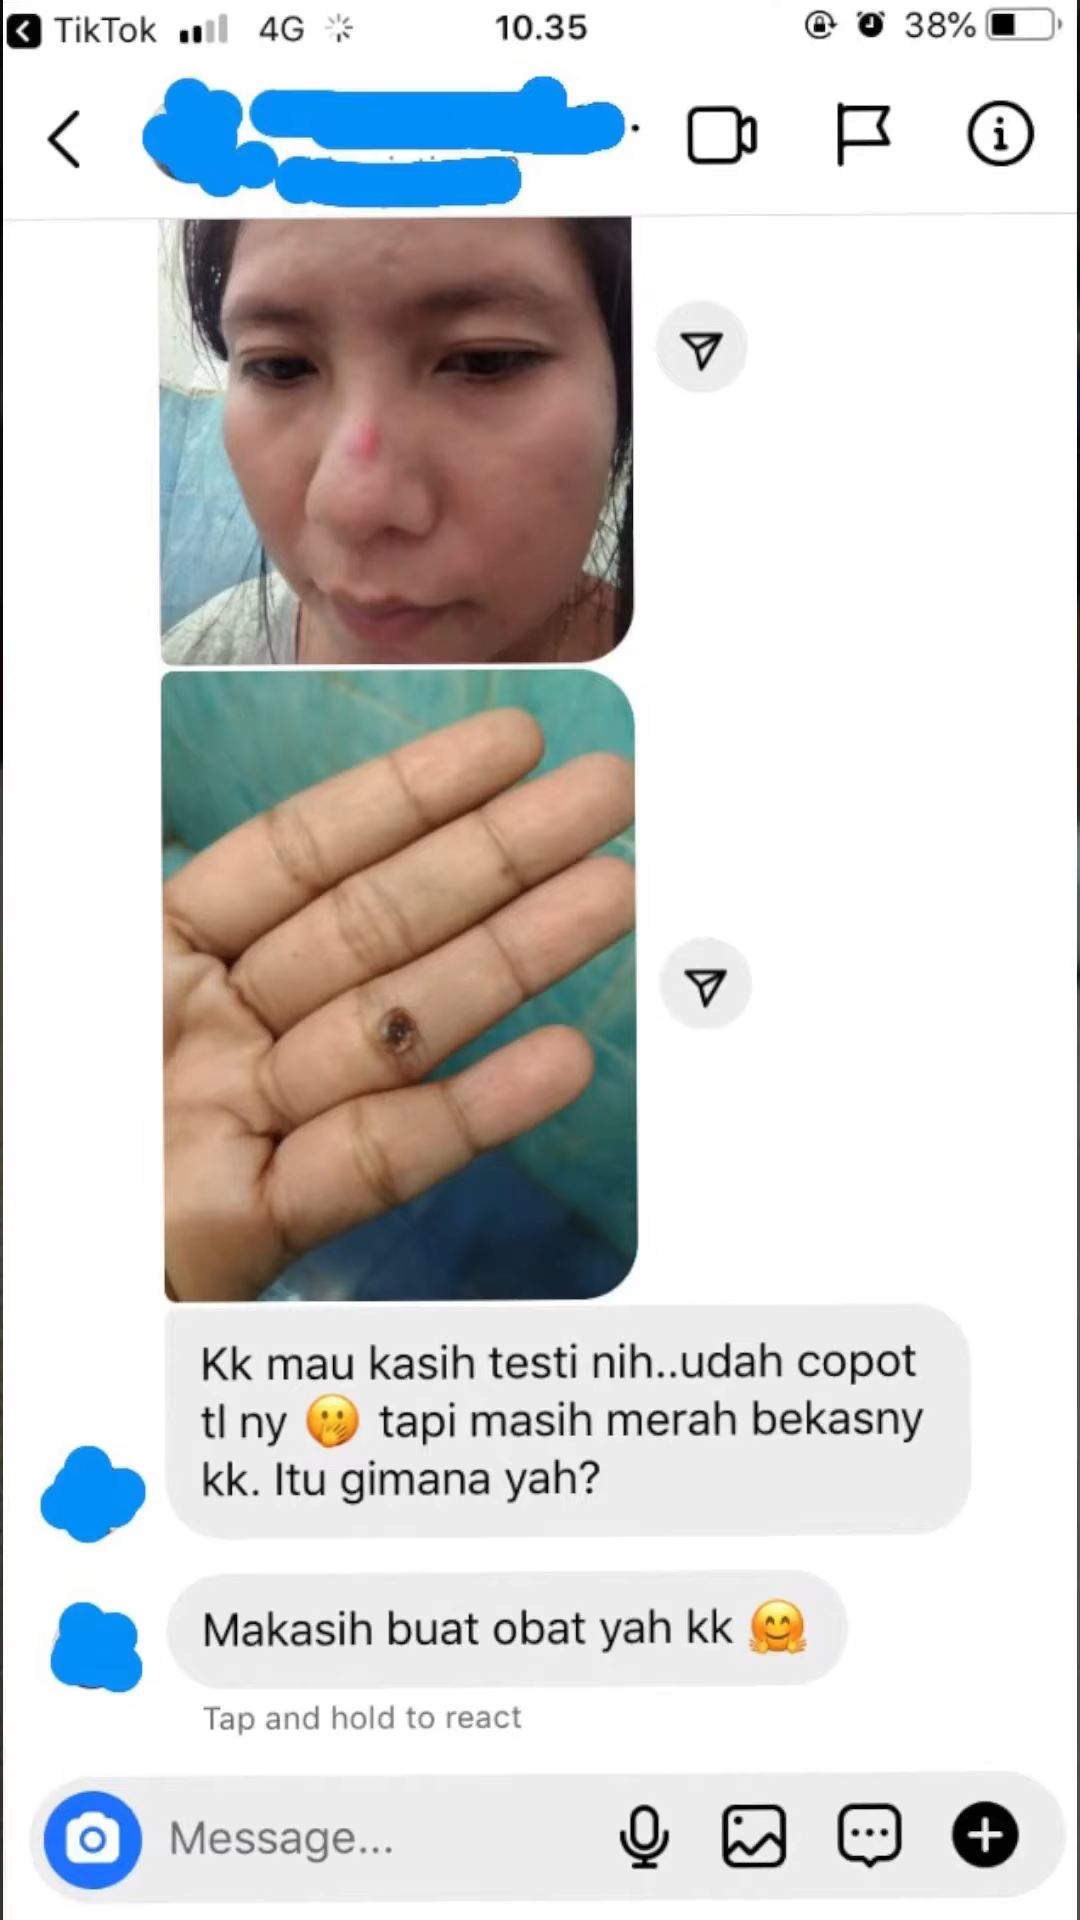 TikTok 4G 10.35 38%
Kk mau kasih testi nih..udah copot
tl ny 🤭 tapi masih merah bekasny
kk. Itu gimana yah?
Makasih buat obat yah kk 🤗
Tap and hold to react
Message...